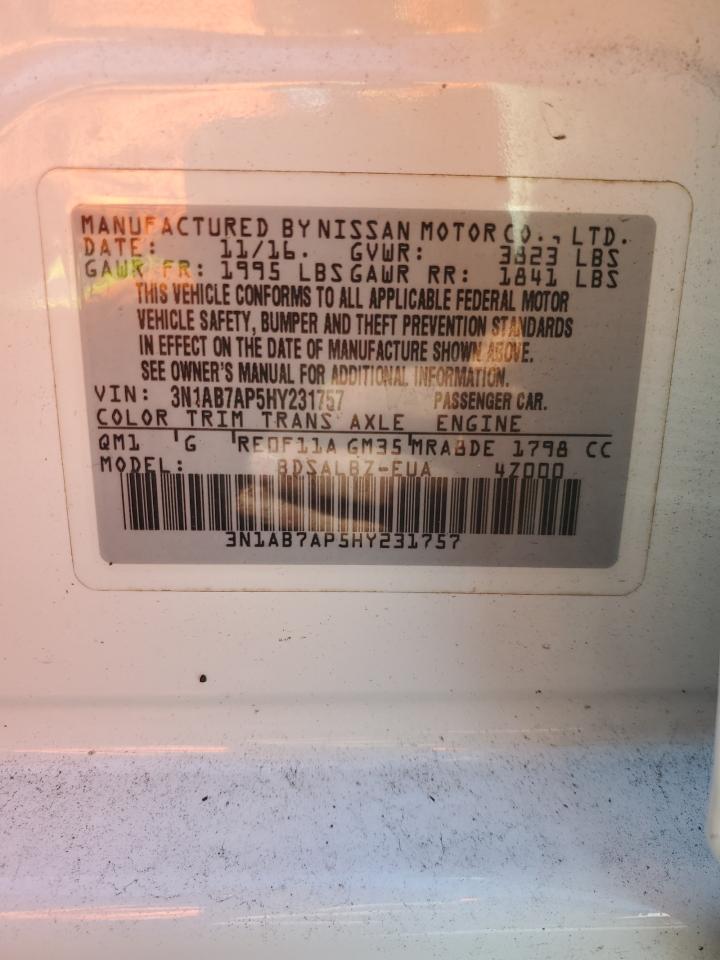 MANUFACTURED BY NISSAN MOTOR CO., LTD.
DATE: 11/16. GVWR: 3823 LBS
GAWR FR: 1995 LBS GAWR RR: 1841 LBS
THIS VEHICLE CONFORMS TO ALL APPLICABLE FEDERAL MOTOR
VEHICLE SAFETY, BUMPER AND THEFT PREVENTION STANDARDS
IN EFFECT ON THE DATE OF MANUFACTURE SHOWN ABOVE.
SEE OWNER'S MANUAL FOR ADDITIONAL INFORMATION.
VIN: 3N1AB7AP5HY231757 PASSENGER CAR.
COLOR TRIM TRANS AXLE ENGINE
QM1 G RE0F11A GM35 MRA8DE 1798 CC
MODEL: BDSALBZ-EUA 4Z000
3N1AB7AP5HY231757